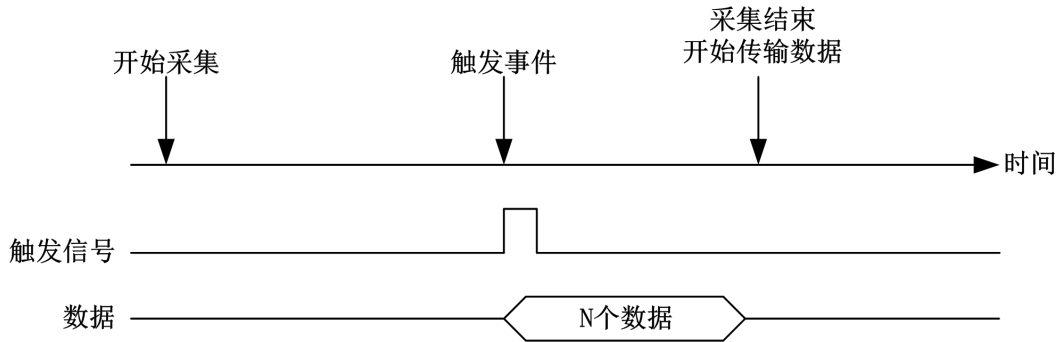 开始采集
触发事件
采集结束
开始传输数据
时间
触发信号
数据
N个数据